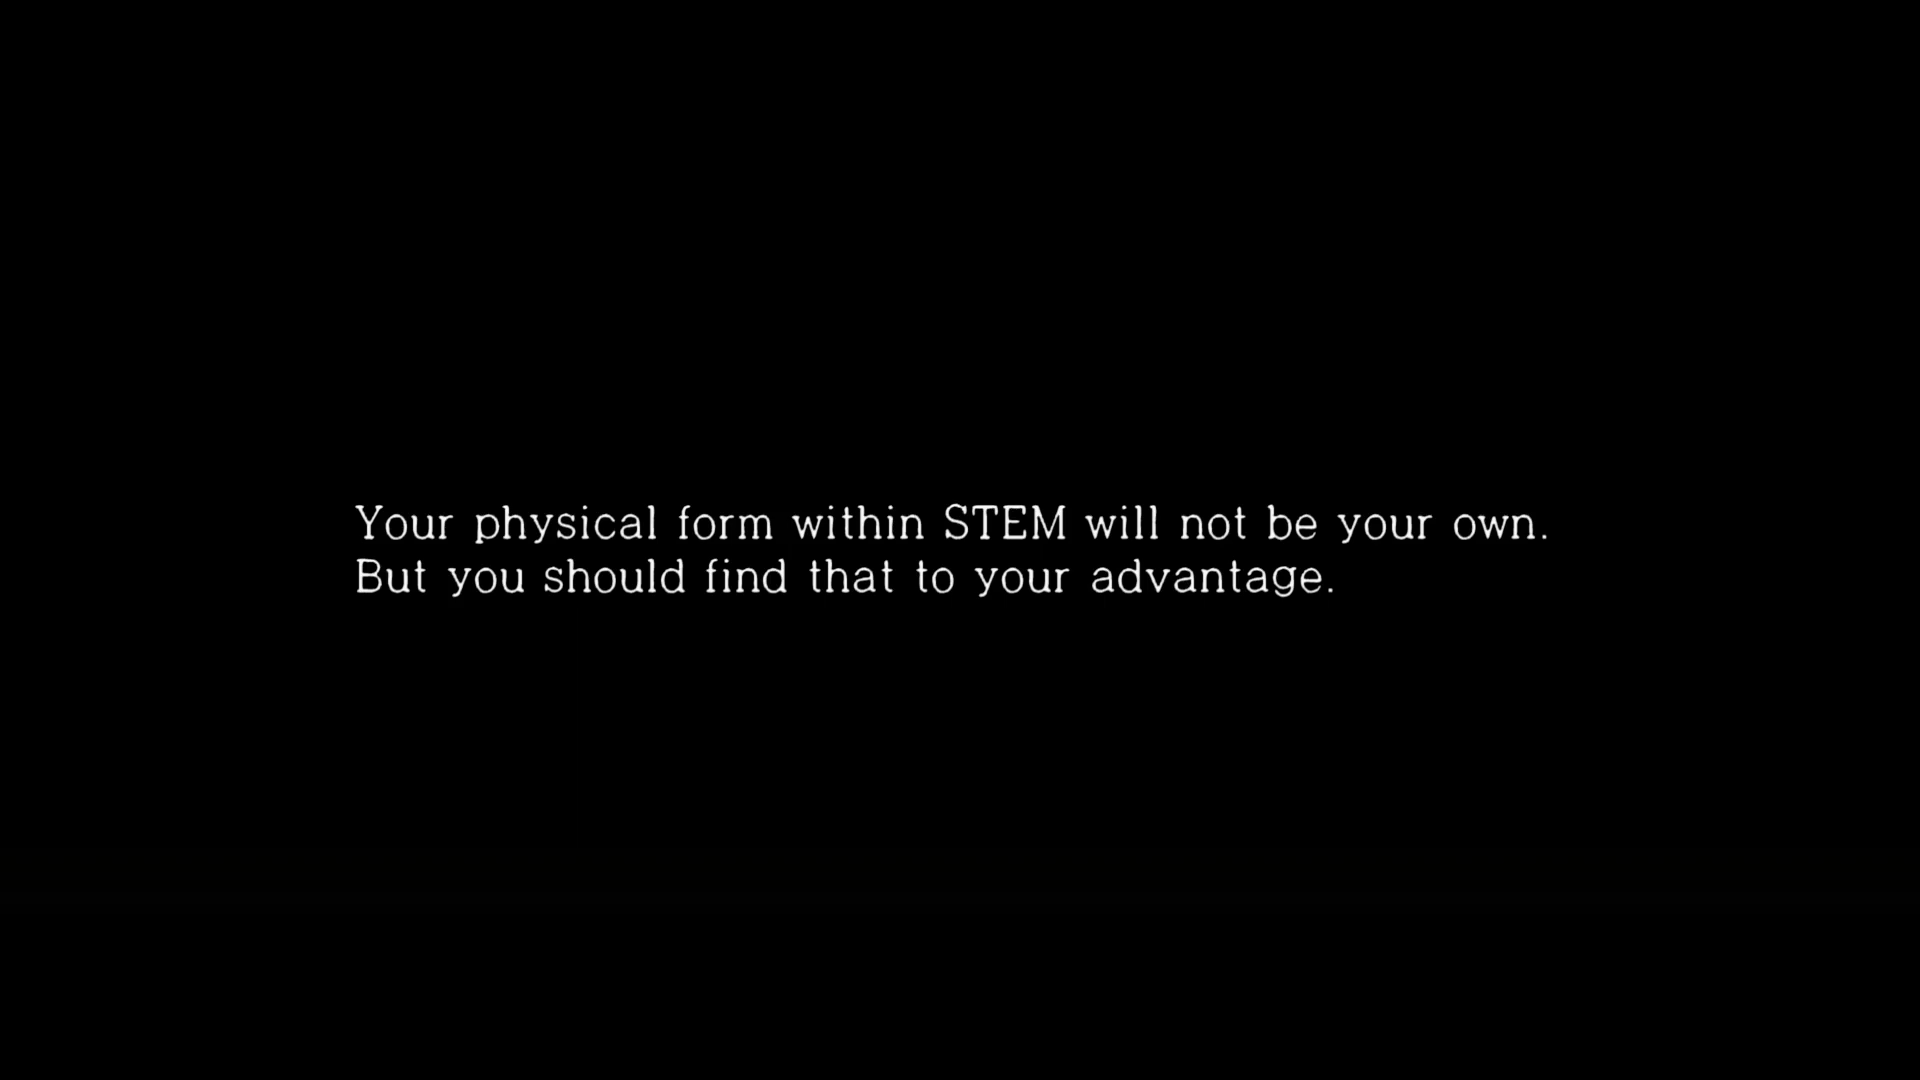 Your physical form within STEM will not be your own.
But you should find that to your advantage.